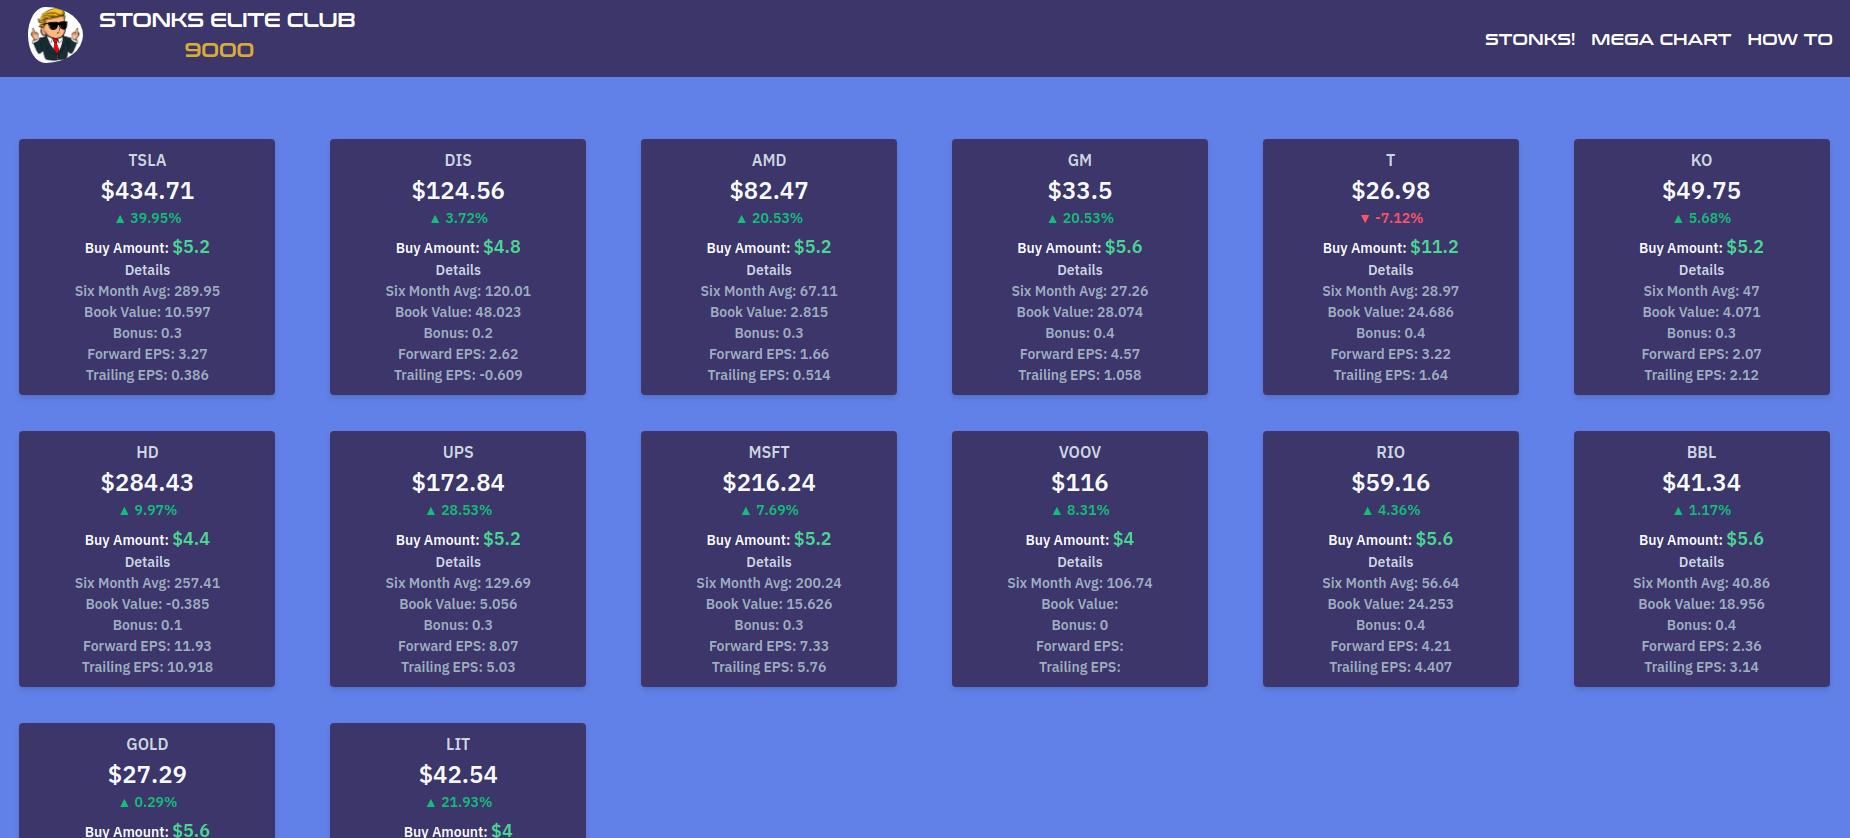 STONKS ELITE CLUB
9000
STONKS! MEGA CHART HOW TO
TSLA
$434.71
▲ 39.95%
Buy Amount: $5.2
Details
Six Month Avg: 289.95
Book Value: 10.597
Bonus: 0.3
Forward EPS: 3.27
Trailing EPS: 0.386
DIS
$124.56
▲ 3.72%
Buy Amount: $4.8
Details
Six Month Avg: 120.01
Book Value: 48.023
Bonus: 0.2
Forward EPS: 2.62
Trailing EPS: -0.609
AMD
$82.47
▲ 20.53%
Buy Amount: $5.2
Details
Six Month Avg: 67.11
Book Value: 2.815
Bonus: 0.3
Forward EPS: 1.66
Trailing EPS: 0.514
GM
$33.5
▲ 20.53%
Buy Amount: $5.6
Details
Six Month Avg: 27.26
Book Value: 28.074
Bonus: 0.4
Forward EPS: 4.57
Trailing EPS: 1.058
T
$26.98
▼ -7.12%
Buy Amount: $11.2
Details
Six Month Avg: 28.97
Book Value: 24.686
Bonus: 0.4
Forward EPS: 3.22
Trailing EPS: 1.64
KO
$49.75
▲ 5.68%
Buy Amount: $5.2
Details
Six Month Avg: 47
Book Value: 4.071
Bonus: 0.3
Forward EPS: 2.07
Trailing EPS: 2.12
HD
$284.43
▲ 9.97%
Buy Amount: $4.4
Details
Six Month Avg: 257.41
Book Value: -0.385
Bonus: 0.1
Forward EPS: 11.93
Trailing EPS: 10.918
UPS
$172.84
▲ 28.53%
Buy Amount: $5.2
Details
Six Month Avg: 129.69
Book Value: 5.056
Bonus: 0.3
Forward EPS: 8.07
Trailing EPS: 5.03
MSFT
$216.24
▲ 7.69%
Buy Amount: $5.2
Details
Six Month Avg: 200.24
Book Value: 15.626
Bonus: 0.3
Forward EPS: 7.33
Trailing EPS: 5.76
VOOV
$116
▲ 8.31%
Buy Amount: $4
Details
Six Month Avg: 106.74
Book Value:
Bonus: 0
Forward EPS:
Trailing EPS:
RIO
$59.16
▲ 4.36%
Buy Amount: $5.6
Details
Six Month Avg: 56.64
Book Value: 24.253
Bonus: 0.4
Forward EPS: 4.21
Trailing EPS: 4.407
BBL
$41.34
▲ 1.17%
Buy Amount: $5.6
Details
Six Month Avg: 40.86
Book Value: 18.956
Bonus: 0.4
Forward EPS: 2.36
Trailing EPS: 3.14
GOLD
$27.29
▲ 0.29%
Buy Amount: $5.6
LIT
$42.54
▲ 21.93%
Buy Amount: $4